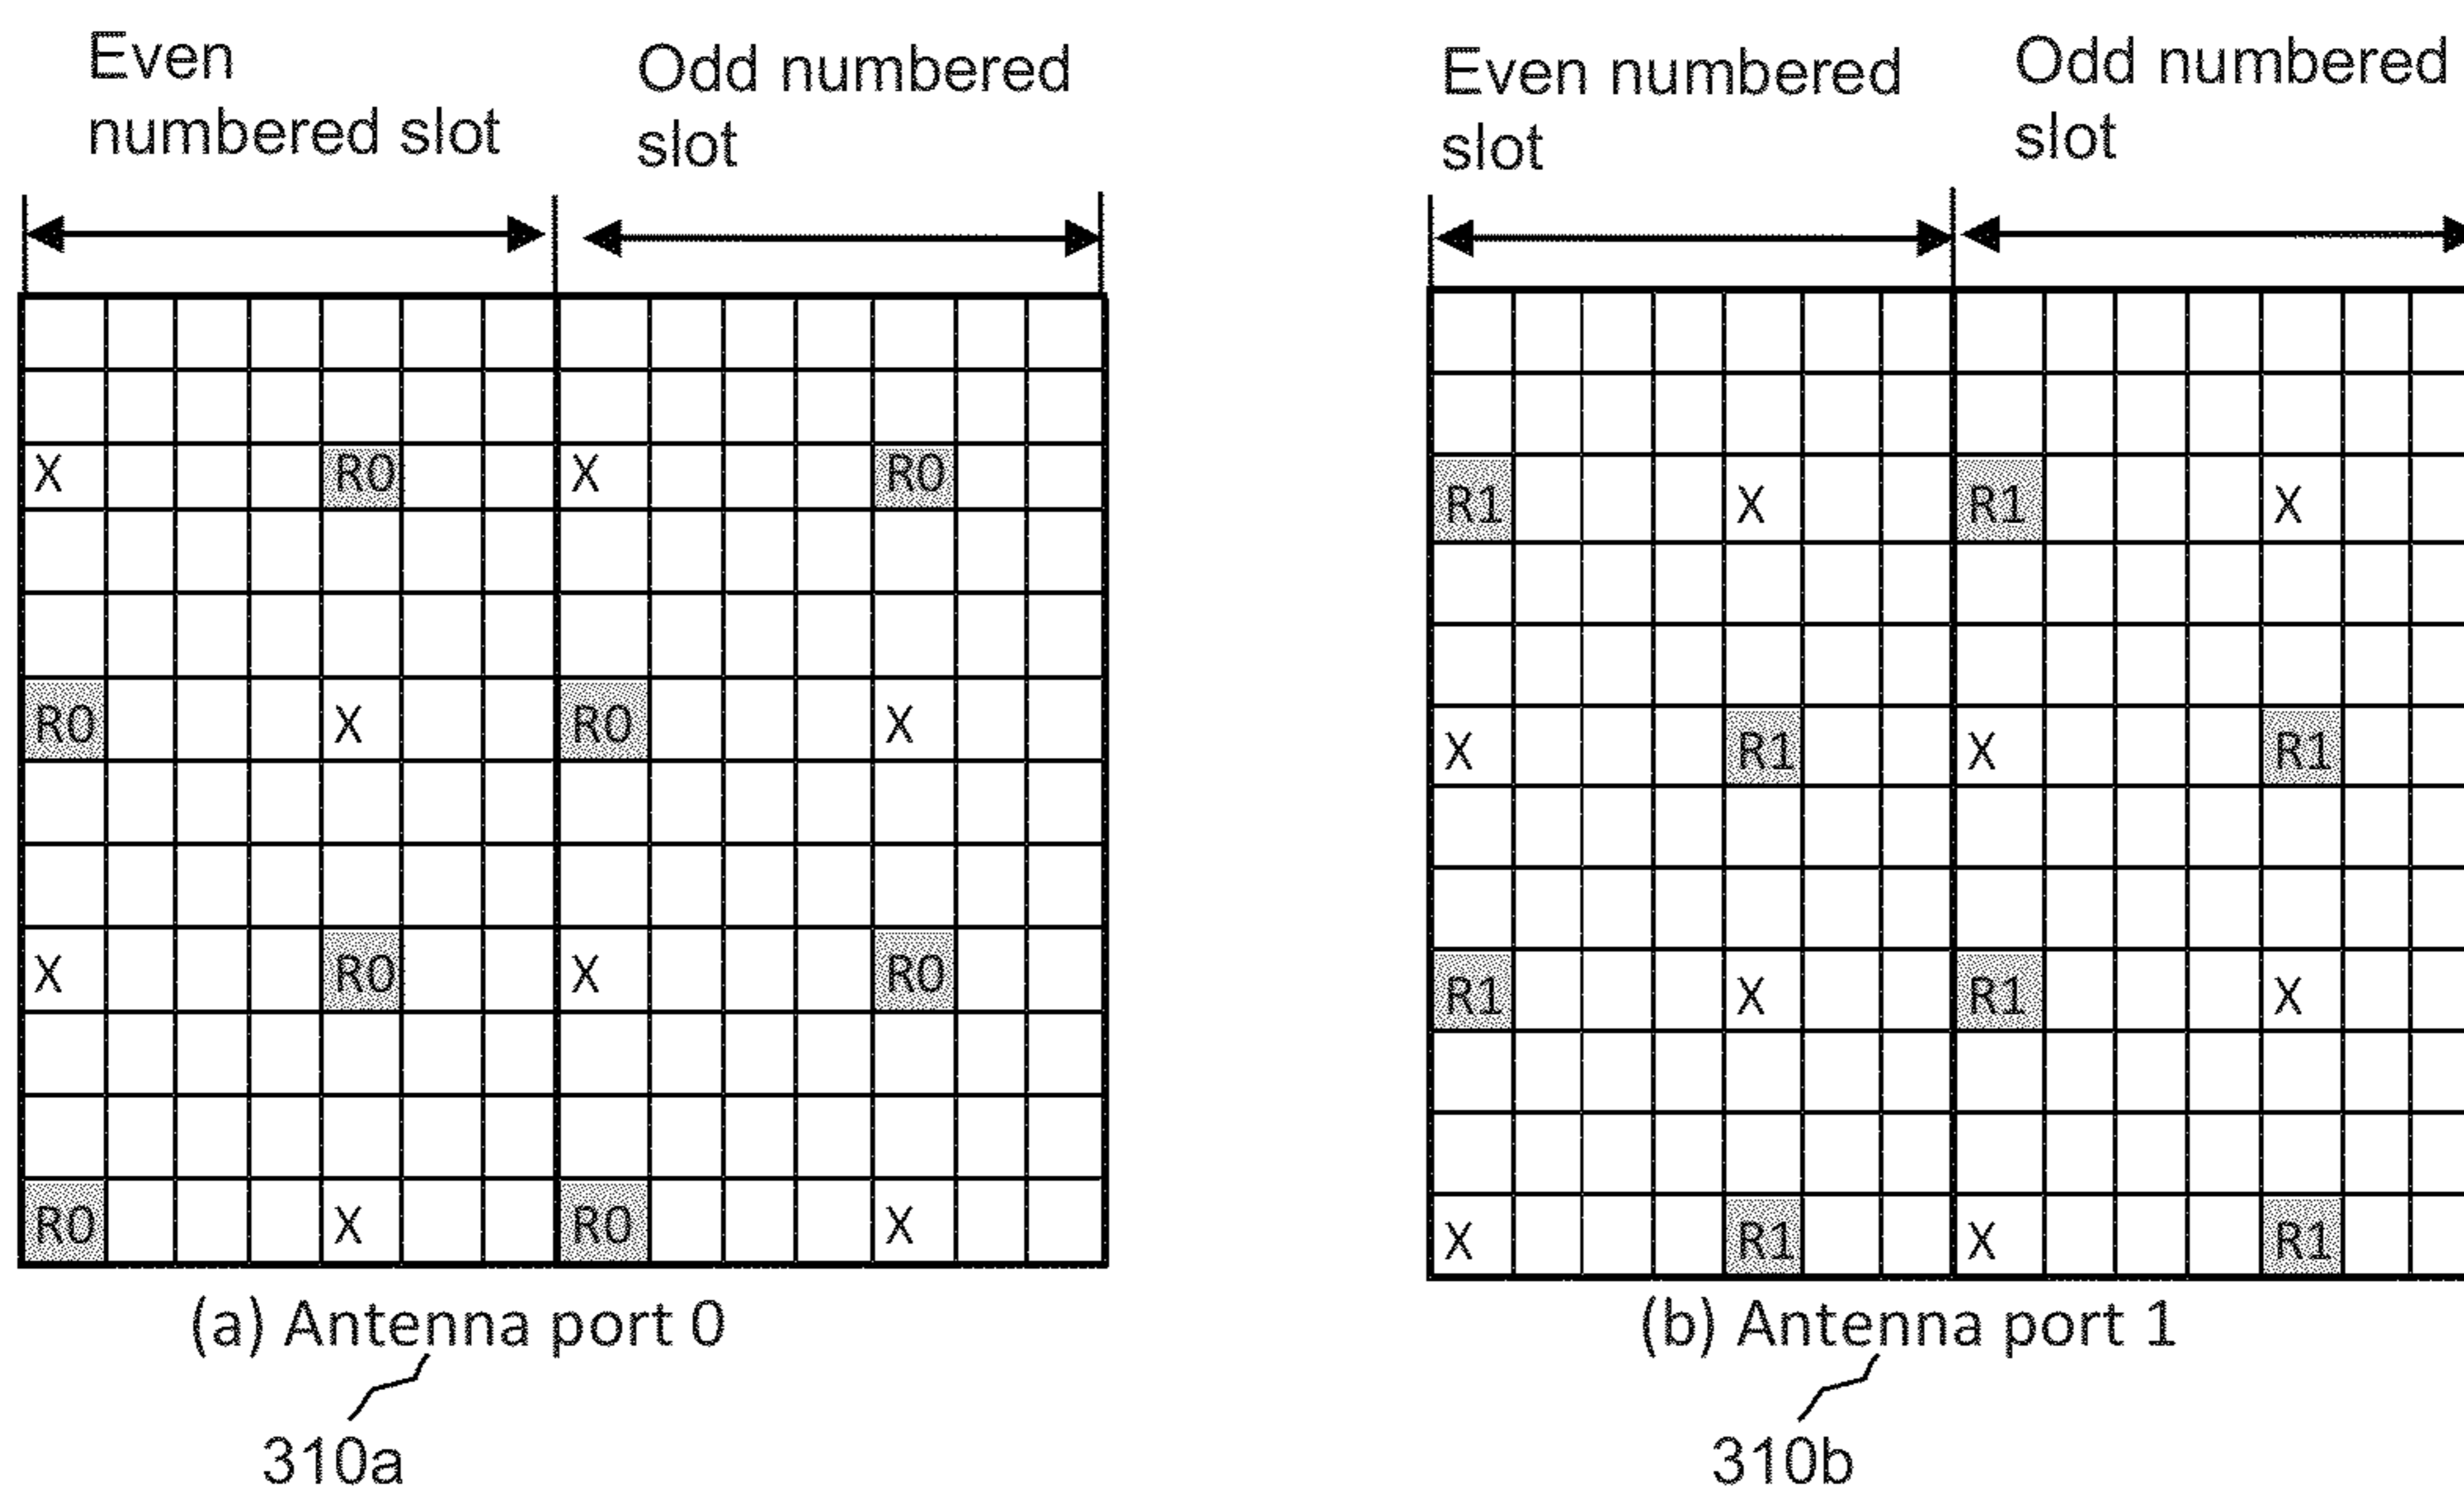 Even
numbered slot
Odd numbered
slot
Even numbered
slot
Odd numbered
slot
X R0 X R0
R0 X R0 X
X R0 X R0
R0 X R0 X
R1 X R1 X
X R1 X R1
R1 X R1 X
X R1 X R1
(a) Antenna port 0
310a
(b) Antenna port 1
310b